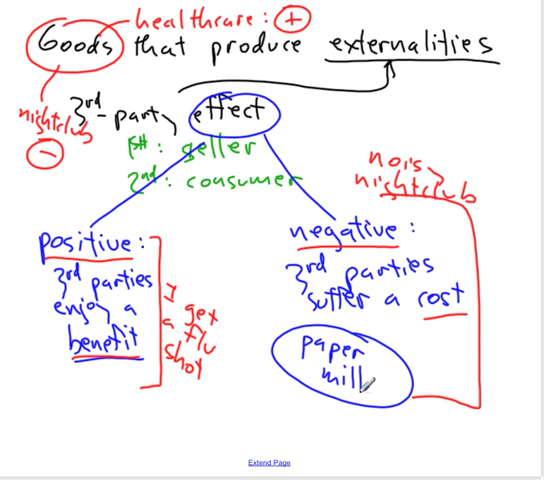 healthcare: +
Goods that produce externalities
nightclub
−
3rd-party effect
1st: seller
2nd: consumer
noisy
nightclub
positive:
3rd parties
enjoy a
benefit
I get
a flu
shot
negative:
3rd parties
suffer a cost
paper
mill
Extend Page